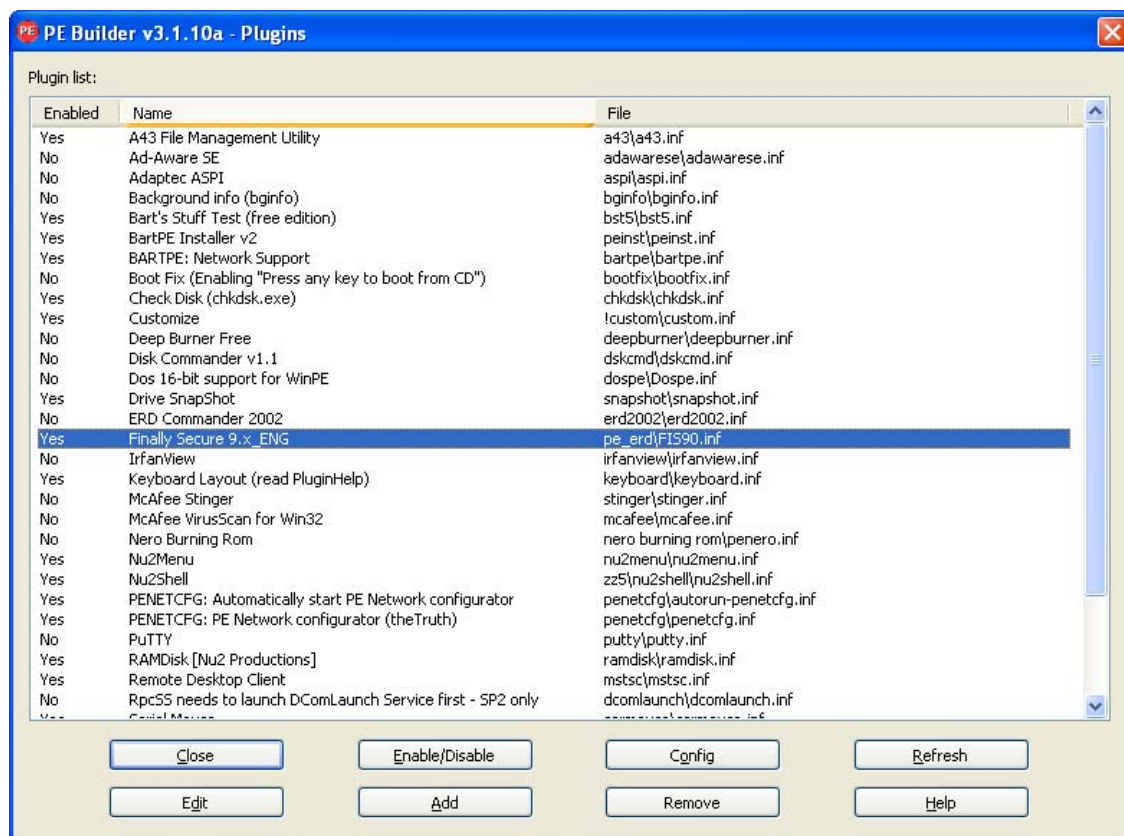 PE Builder v3.1.10a - Plugins
Plugin list:
Enabled Name File
Yes A43 File Management Utility a43\a43.inf
No Ad-Aware SE adawarese\adawarese.inf
No Adaptec ASPI aspi\aspi.inf
No Background info (bginfo) bginfo\bginfo.inf
Yes Bart's Stuff Test (free edition) bst5\bst5.inf
Yes BartPE Installer v2 peinst\peinst.inf
Yes BARTPE: Network Support bartpe\bartpe.inf
No Boot Fix (Enabling "Press any key to boot from CD") bootfix\bootfix.inf
Yes Check Disk (chkdsk.exe) chkdsk\chkdsk.inf
Yes Customize !custom\custom.inf
No Deep Burner Free deepburner\deepburner.inf
No Disk Commander v1.1 dskcmd\dskcmd.inf
No Dos 16-bit support for WinPE dospe\Dospe.inf
Yes Drive SnapShot snapshot\snapshot.inf
No ERD Commander 2002 erd2002\erd2002.inf
Yes Finally Secure 9.x_ENG pe_erd\FIS90.inf
No IrfanView irfanview\irfanview.inf
Yes Keyboard Layout (read PluginHelp) keyboard\keyboard.inf
No McAfee Stinger stinger\stinger.inf
No McAfee VirusScan for Win32 mcafee\mcafee.inf
No Nero Burning Rom nero burning rom\penero.inf
Yes Nu2Menu nu2menu\nu2menu.inf
Yes Nu2Shell zz5\nu2shell\nu2shell.inf
Yes PENETCFG: Automatically start PE Network configurator penetcfg\autorun-penetcfg.inf
Yes PENETCFG: PE Network configurator (theTruth) penetcfg\penetcfg.inf
No PuTTY putty\putty.inf
Yes RAMDisk [Nu2 Productions] ramdisk\ramdisk.inf
Yes Remote Desktop Client mstsc\mstsc.inf
No RpcSS needs to launch DComLaunch Service first - SP2 only dcomlaunch\dcomlaunch.inf
Close Enable/Disable Config Refresh
Edit Add Remove Help